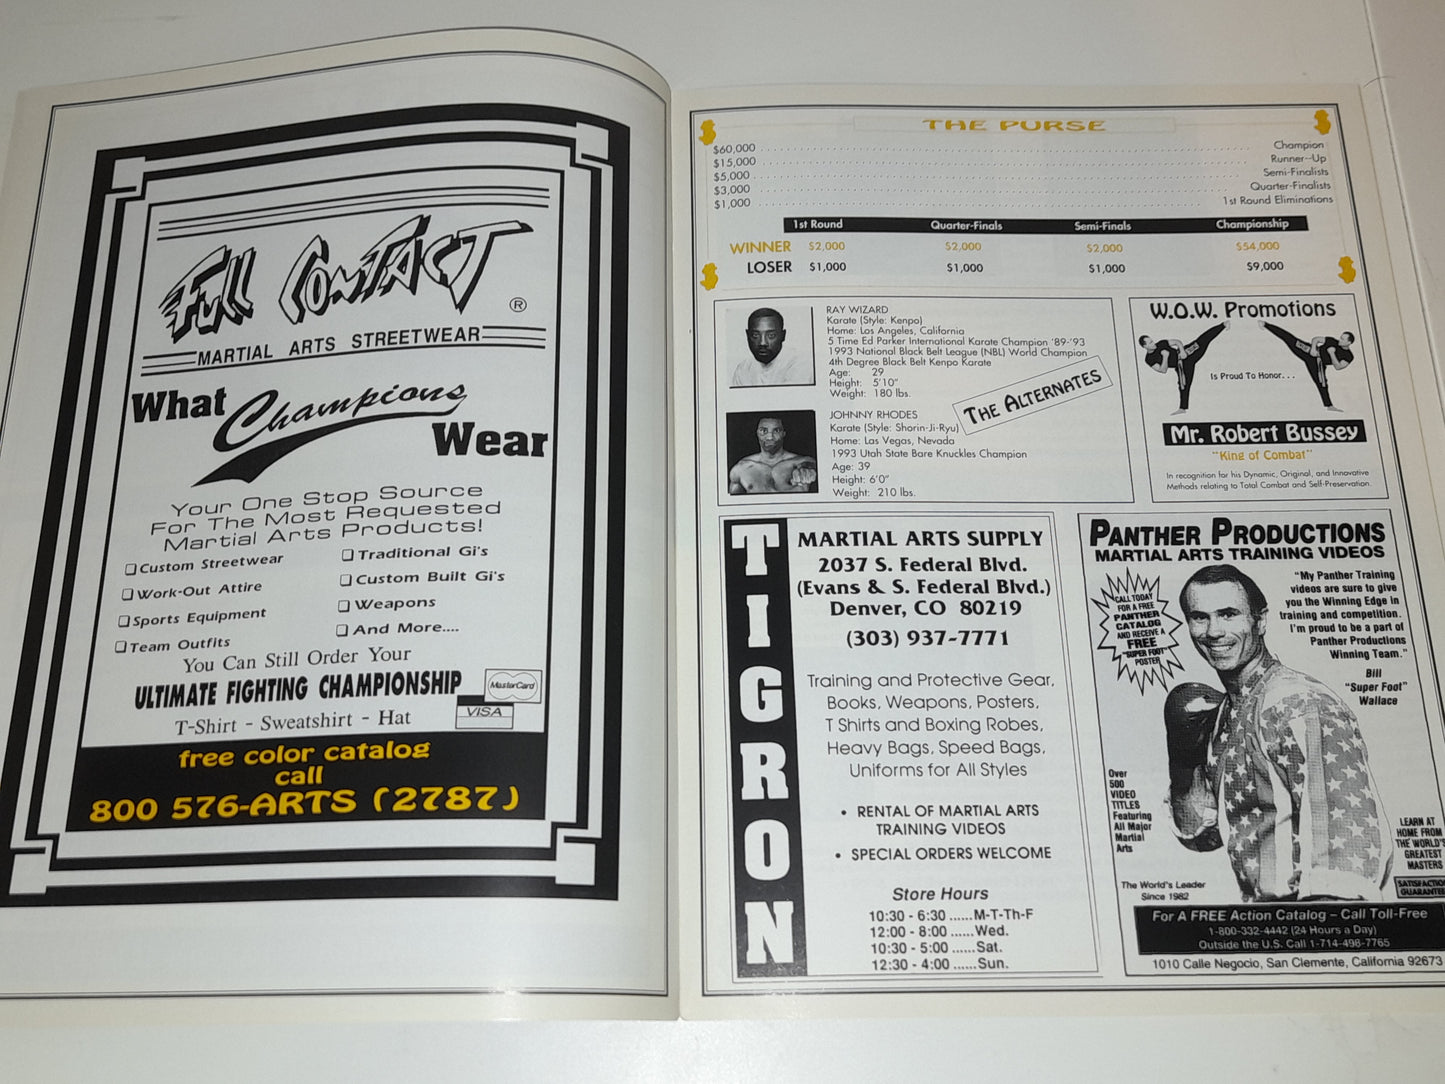 Full Contact
®
MARTIAL ARTS STREETWEAR
What Champions Wear
Your One Stop Source
For The Most Requested
Martial Arts Products!
❏ Custom Streetwear
❏ Work-Out Attire
❏ Sports Equipment
❏ Team Outfits
❏ Traditional Gi's
❏ Custom Built Gi's
❏ Weapons
❏ And More....
You Can Still Order Your
ULTIMATE FIGHTING CHAMPIONSHIP
T-Shirt - Sweatshirt - Hat
MasterCard
VISA
free color catalog
call
800 576-ARTS (2787)
THE PURSE
$60,000 Champion
$15,000 Runner--Up
$5,000 Semi-Finalists
$3,000 Quarter-Finalists
$1,000 1st Round Eliminations
1st Round Quarter-Finals Semi-Finals Championship
WINNER $2,000 $2,000 $2,000 $54,000
LOSER $1,000 $1,000 $1,000 $9,000
RAY WIZARD
Karate (Style: Kenpo)
Home: Los Angeles, California
5 Time Ed Parker International Karate Champion '89-'93
1993 National Black Belt League (NBL) World Champion
4th Degree Black Belt Kenpo Karate
Age: 29
Height: 5'10"
Weight: 180 lbs.
THE ALTERNATES
JOHNNY RHODES
Karate (Style: Shorin-Ji-Ryu)
Home: Las Vegas, Nevada
1993 Utah State Bare Knuckles Champion
Age: 39
Height: 6'0"
Weight: 210 lbs.
W.O.W. Promotions
Is Proud To Honor. . .
Mr. Robert Bussey
"King of Combat"
In recognition for his Dynamic, Original, and Innovative
Methods relating to Total Combat and Self-Preservation.
TIGRON
MARTIAL ARTS SUPPLY
2037 S. Federal Blvd.
(Evans & S. Federal Blvd.)
Denver, CO 80219
(303) 937-7771
Training and Protective Gear,
Books, Weapons, Posters,
T Shirts and Boxing Robes,
Heavy Bags, Speed Bags,
Uniforms for All Styles
• RENTAL OF MARTIAL ARTS
TRAINING VIDEOS
• SPECIAL ORDERS WELCOME
Store Hours
10:30 - 6:30 ......M-T-Th-F
12:00 - 8:00 ......Wed.
10:30 - 5:00 ......Sat.
12:30 - 4:00 ......Sun.
PANTHER PRODUCTIONS
MARTIAL ARTS TRAINING VIDEOS
CALL TODAY
FOR A FREE
PANTHER
CATALOG
AND RECEIVE A
FREE
"SUPER FOOT"
POSTER
"My Panther Training
videos are sure to give
you the Winning Edge in
training and competition.
I'm proud to be a part of
Panther Productions
Winning Team."
Bill
"Super Foot"
Wallace
Over
500
VIDEO
TITLES
Featuring
All Major
Martial
Arts
LEARN AT
HOME FROM
THE WORLD'S
GREATEST
MASTERS
SATISFACTION
GUARANTEE
The World's Leader
Since 1982
For A FREE Action Catalog – Call Toll-Free
1-800-332-4442 (24 Hours a Day)
Outside the U.S. Call 1-714-498-7765
1010 Calle Negocio, San Clemente, California 92673